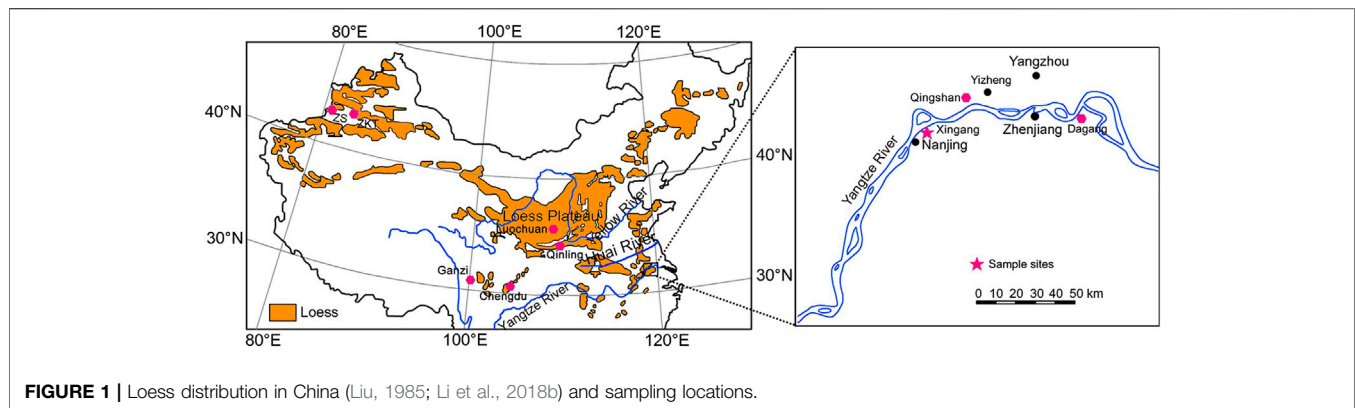 80°E
100°E
120°E
40°N
30°N
ZS
ZKT
Loess Plateau
Luochuan
Yellow River
Qinling
Huai River
Ganzi
Chengdu
Yangtze River
Loess
40°N
30°N
80°E
100°E
120°E
Yangzhou
Yizheng
Qingshan
Xingang
Zhenjiang
Dagang
Nanjing
Yangtze River
Sample sites
0 10 20 30 40 50 km
FIGURE 1 | Loess distribution in China (Liu, 1985; Li et al., 2018b) and sampling locations.